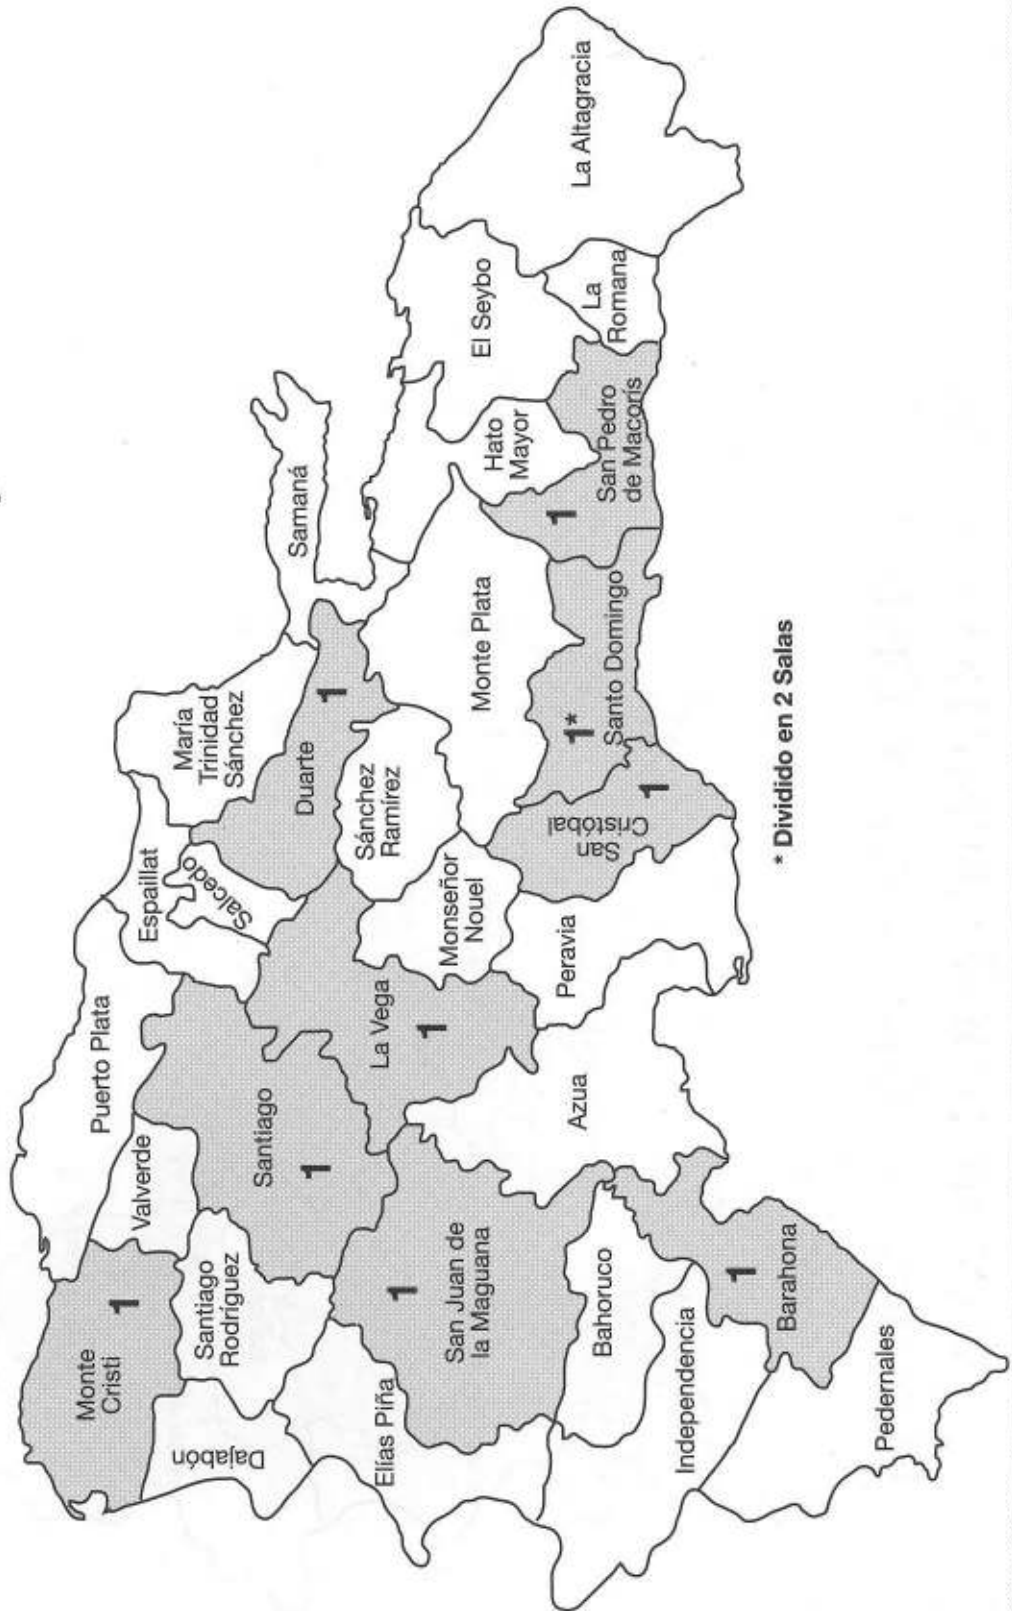 Puerto Plata
Espaillat
María
Trinidad
Sánchez
Samaná
Monte
Cristi
1
Valverde
Salcedo
Dajabón
Santiago
Rodríguez
Santiago
1
Duarte
1
Sánchez
Ramírez
La Vega
1
Monseñor
Nouel
Monte Plata
Hato
Mayor
El Seybo
La Altagracia
Elías Piña
San Juan de
la Maguana
1
Azua
Peravia
San
Cristóbal
1
Santo Domingo
1*
San Pedro
de Macorís
1
La
Romana
Bahoruco
Independencia
Barahona
1
Pedernales
* Dividido en 2 Salas